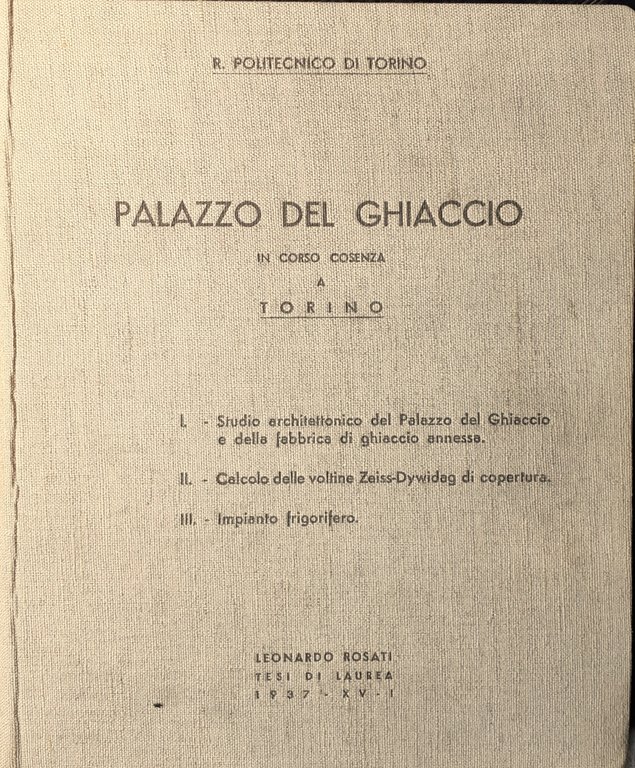 R. POLITECNICO DI TORINO
PALAZZO DEL GHIACCIO
IN CORSO COSENZA
A
TORINO
I. - Studio architettonico del Palazzo del Ghiaccio
e della fabbrica di ghiaccio annessa.
II. - Calcolo delle voltine Zeiss-Dywidag di copertura.
III. - Impianto frigorifero.
LEONARDO ROSATI
TESI DI LAUREA
1937-XV-I